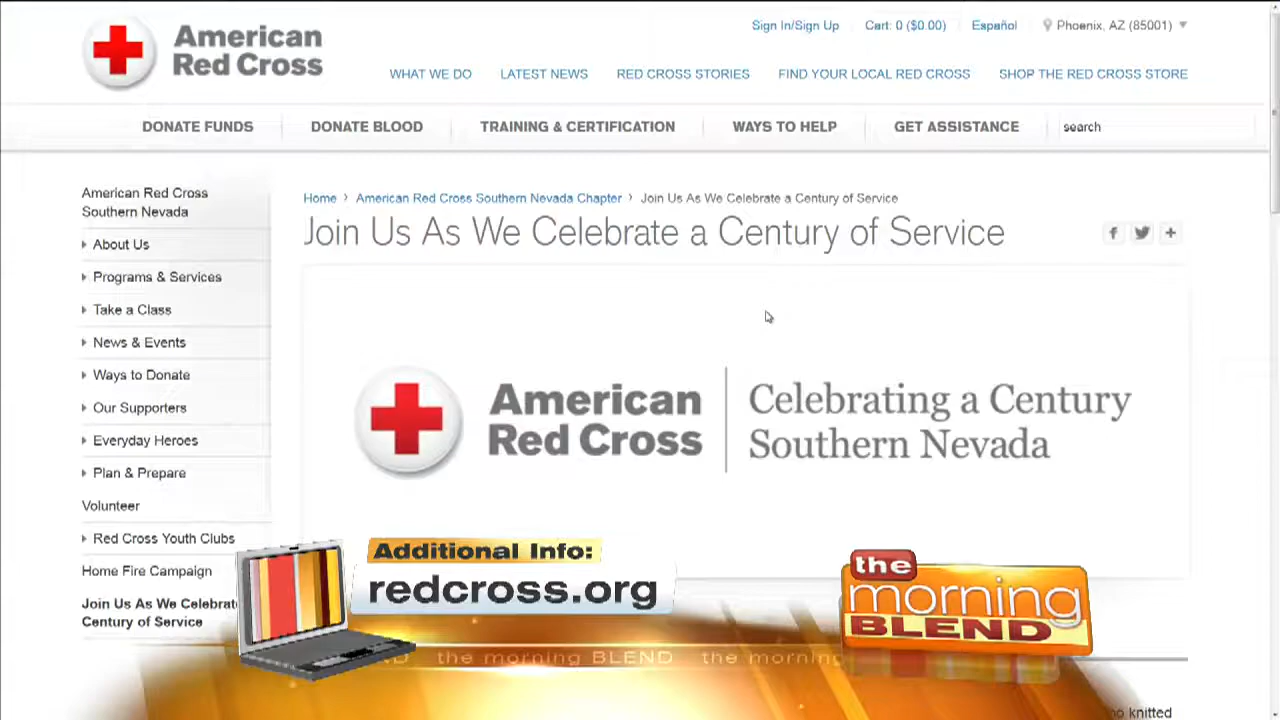 American
Red Cross
Sign In/Sign Up Cart: 0 ($0.00) Español Phoenix, AZ (85001)
WHAT WE DO LATEST NEWS RED CROSS STORIES FIND YOUR LOCAL RED CROSS SHOP THE RED CROSS STORE
DONATE FUNDS DONATE BLOOD TRAINING & CERTIFICATION WAYS TO HELP GET ASSISTANCE search
American Red Cross
Southern Nevada
About Us
Programs & Services
Take a Class
News & Events
Ways to Donate
Our Supporters
Everyday Heroes
Plan & Prepare
Volunteer
Red Cross Youth Clubs
Home Fire Campaign
Join Us As We Celebrat
Century of Service
Home › American Red Cross Southern Nevada Chapter › Join Us As We Celebrate a Century of Service
Join Us As We Celebrate a Century of Service
American
Red Cross
Celebrating a Century
Southern Nevada
Additional Info:
redcross.org
the
morning
BLEND
the morning BLEND the morning
knitted